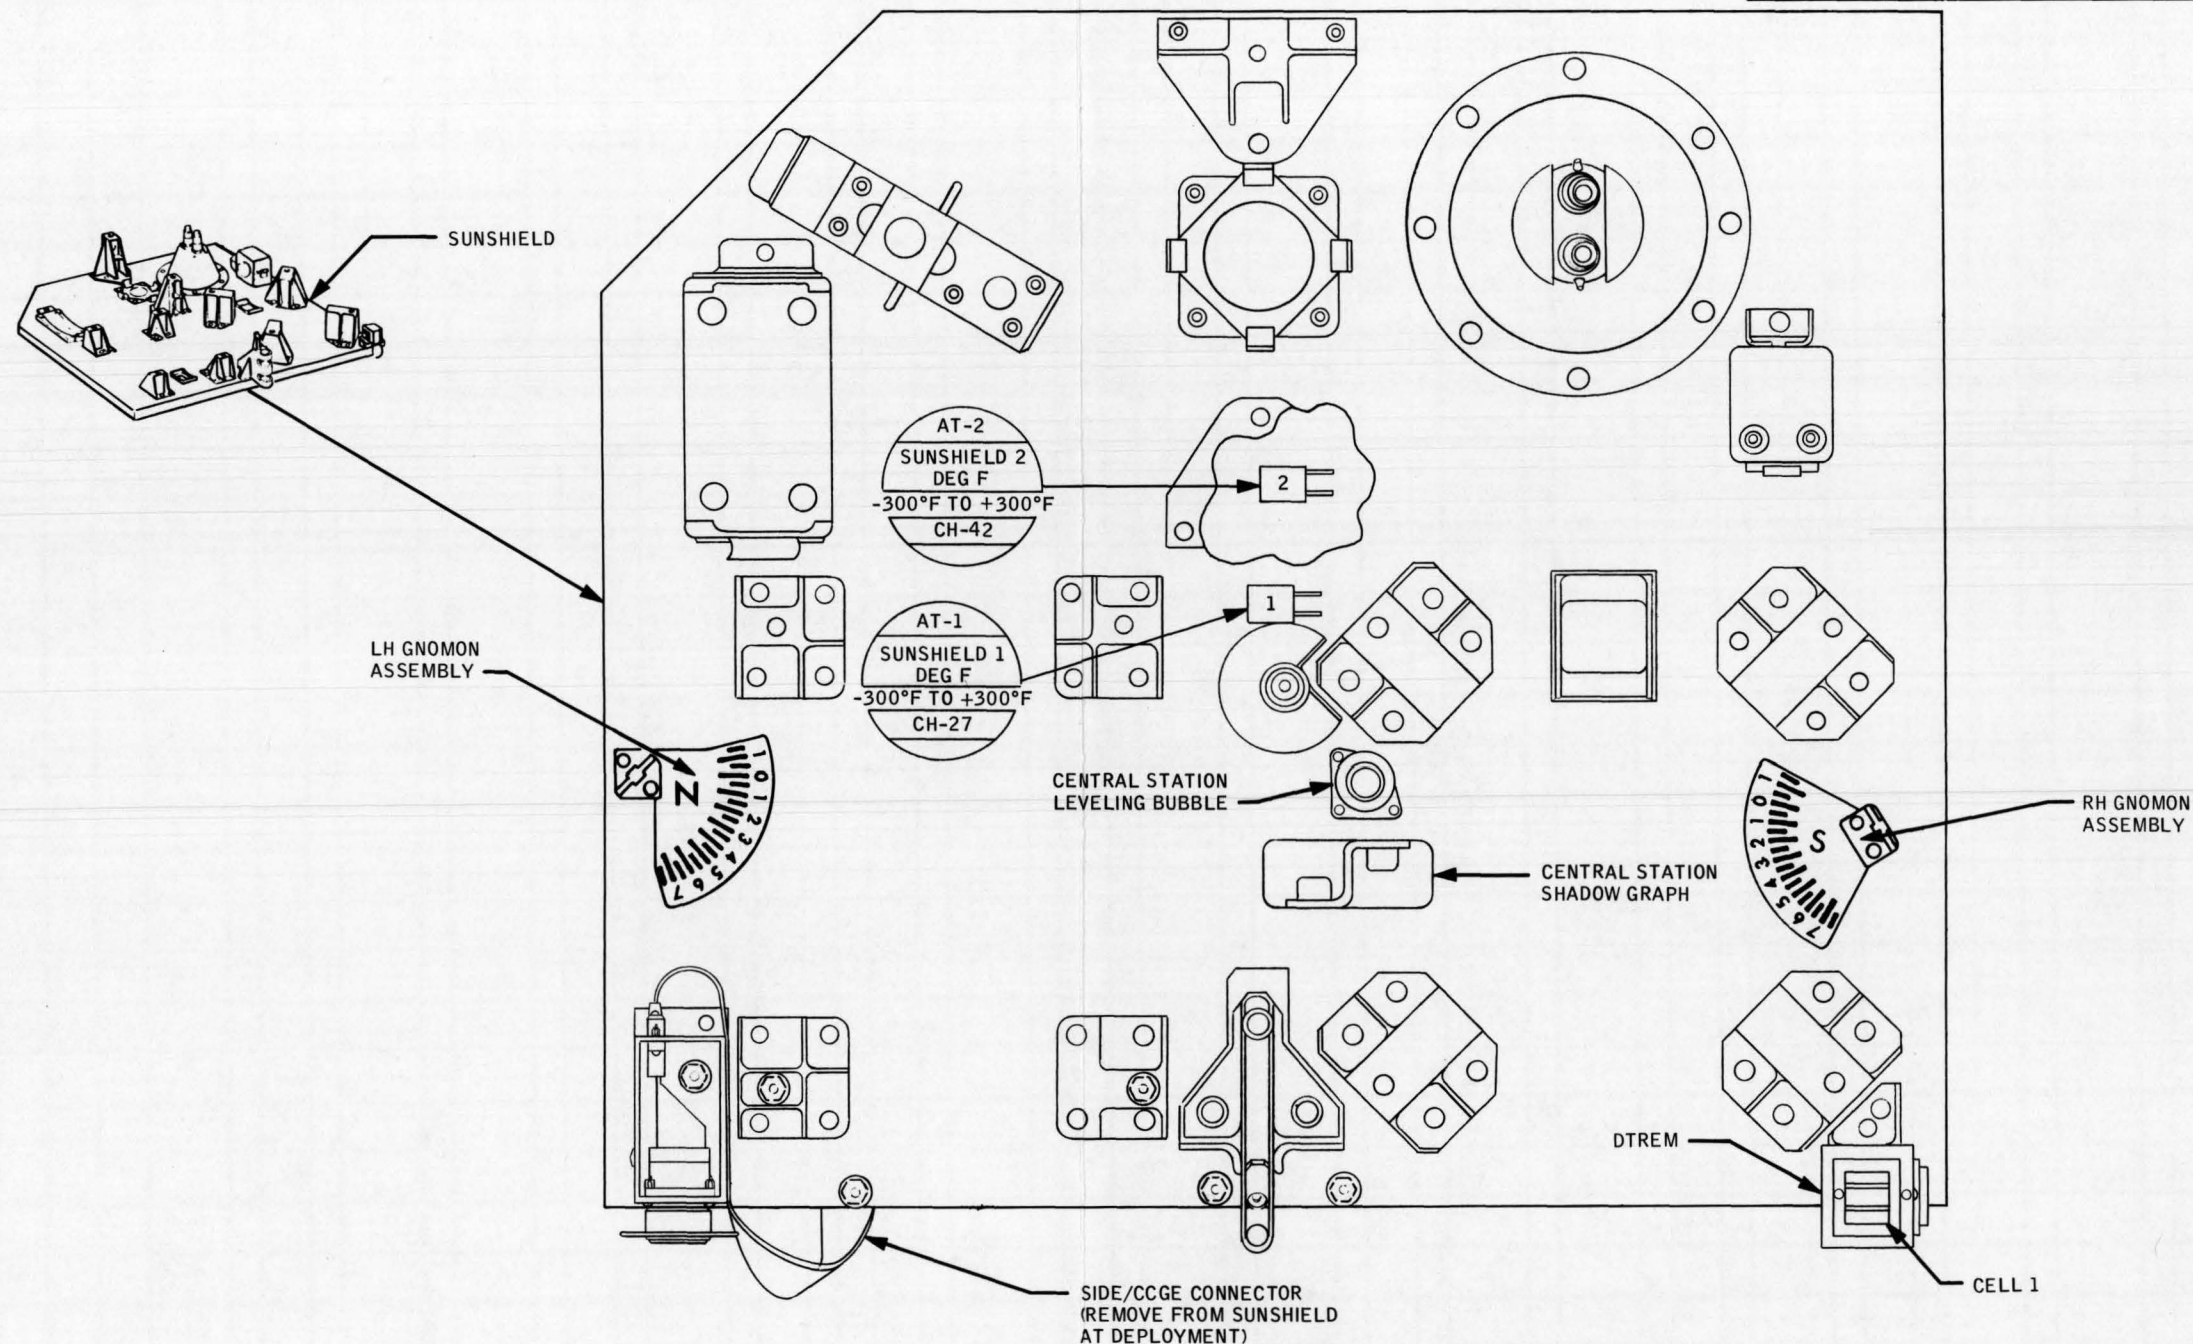 SUNSHIELD
AT-2
SUNSHIELD 2
DEG F
-300°F TO +300°F
CH-42
2
AT-1
SUNSHIELD 1
DEG F
-300°F TO +300°F
CH-27
1
LH GNOMON
ASSEMBLY
N
1 0 1 2 3 4 5 6 7
CENTRAL STATION
LEVELING BUBBLE
CENTRAL STATION
SHADOW GRAPH
S
1 0 1 2 3 4 5 6 7
RH GNOMON
ASSEMBLY
DTREM
CELL 1
SIDE/CCGE CONNECTOR
(REMOVE FROM SUNSHIELD
AT DEPLOYMENT)